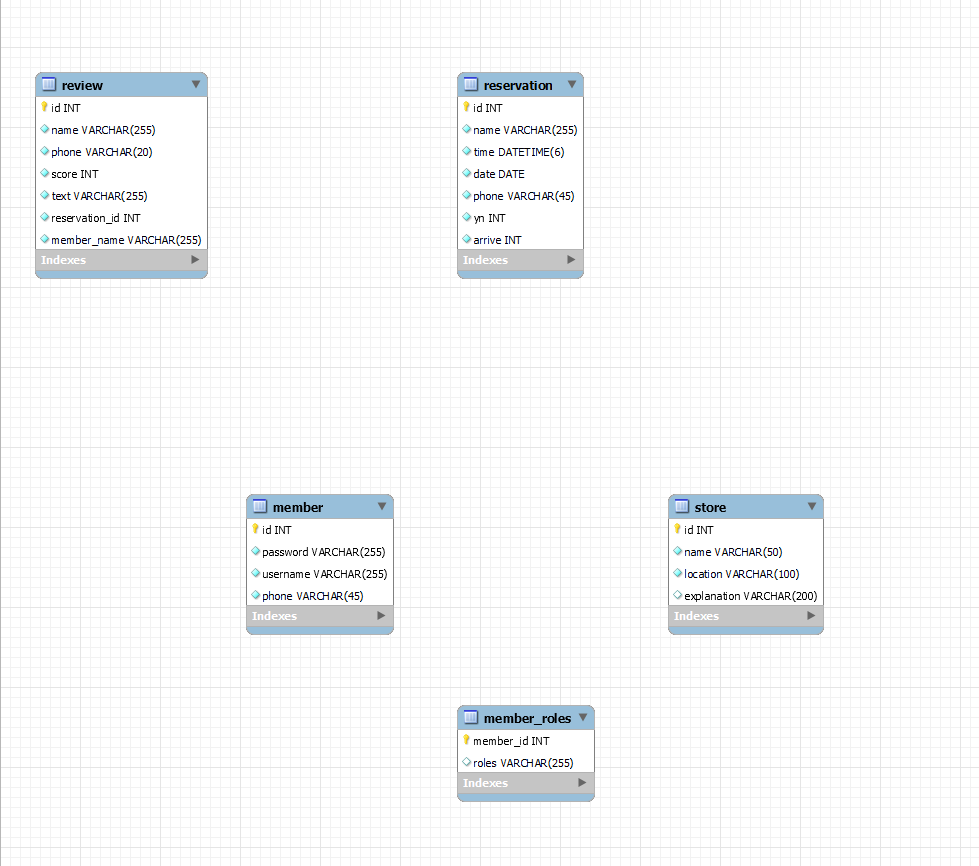 review
id INT
name VARCHAR(255)
phone VARCHAR(20)
score INT
text VARCHAR(255)
reservation_id INT
member_name VARCHAR(255)
Indexes
reservation
id INT
name VARCHAR(255)
time DATETIME(6)
date DATE
phone VARCHAR(45)
yn INT
arrive INT
Indexes
member
id INT
password VARCHAR(255)
username VARCHAR(255)
phone VARCHAR(45)
Indexes
store
id INT
name VARCHAR(50)
location VARCHAR(100)
explanation VARCHAR(200)
Indexes
member_roles
member_id INT
roles VARCHAR(255)
Indexes